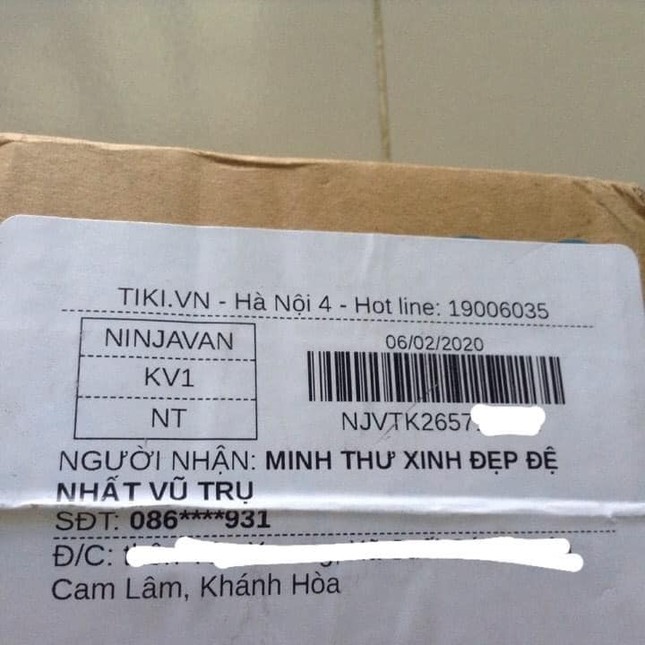 TIKI.VN - Hà Nội 4 - Hot line: 19006035
NINJAVAN
KV1
NT
06/02/2020
NJVTK2657
NGƯỜI NHẬN: MINH THƯ XINH ĐẸP ĐỆ
NHẤT VŨ TRỤ
SĐT: 086****931
Đ/C:
Cam Lâm, Khánh Hòa